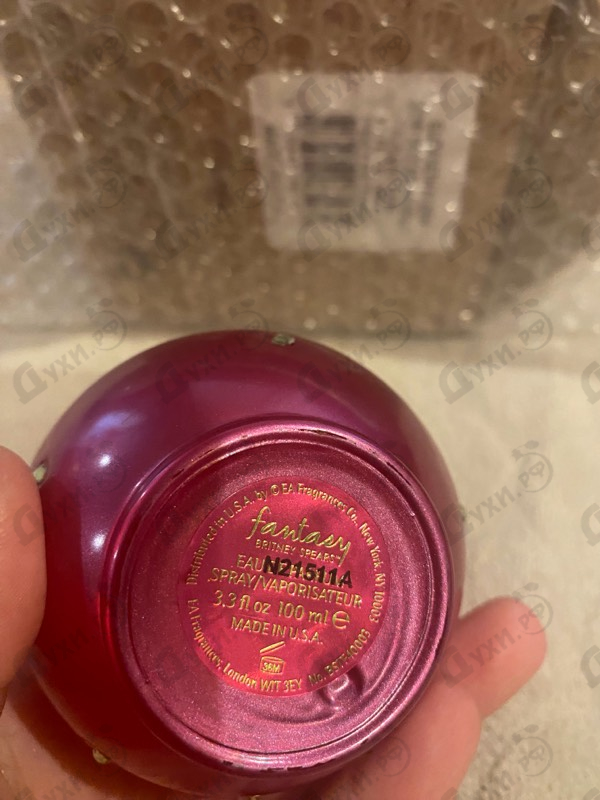 Distributed in U.S.A. by © EA Fragrances Co. New York, NY 10003
fantasy
BRITNEY SPEARS®
EAU
N21511A
SPRAY/VAPORISATEUR
3.3 fl oz 100 ml ℮
MADE IN U.S.A.
36M
EA Fragrances, London W1T 3EY
Духи.рф